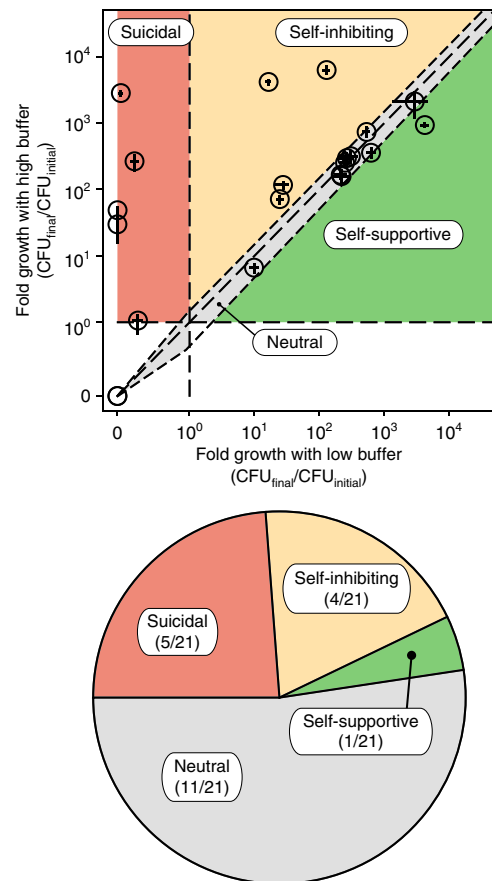 Suicidal
Self-inhibiting
Self-supportive
Neutral
Fold growth with high buffer
(CFU_final/CFU_initial)
10^4
10^3
10^2
10^1
10^0
0
0
10^0
10^1
10^2
10^3
10^4
Fold growth with low buffer
(CFU_final/CFU_initial)
Self-inhibiting
(4/21)
Suicidal
(5/21)
Self-supportive
(1/21)
Neutral
(11/21)